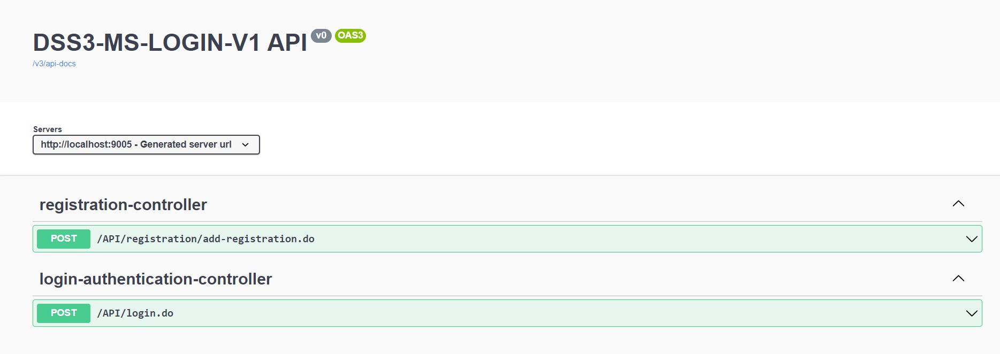 DSS3-MS-LOGIN-V1 API v0 OAS3
/v3/api-docs
Servers
http://localhost:9005 - Generated server url
registration-controller
POST /API/registration/add-registration.do
login-authentication-controller
POST /API/login.do